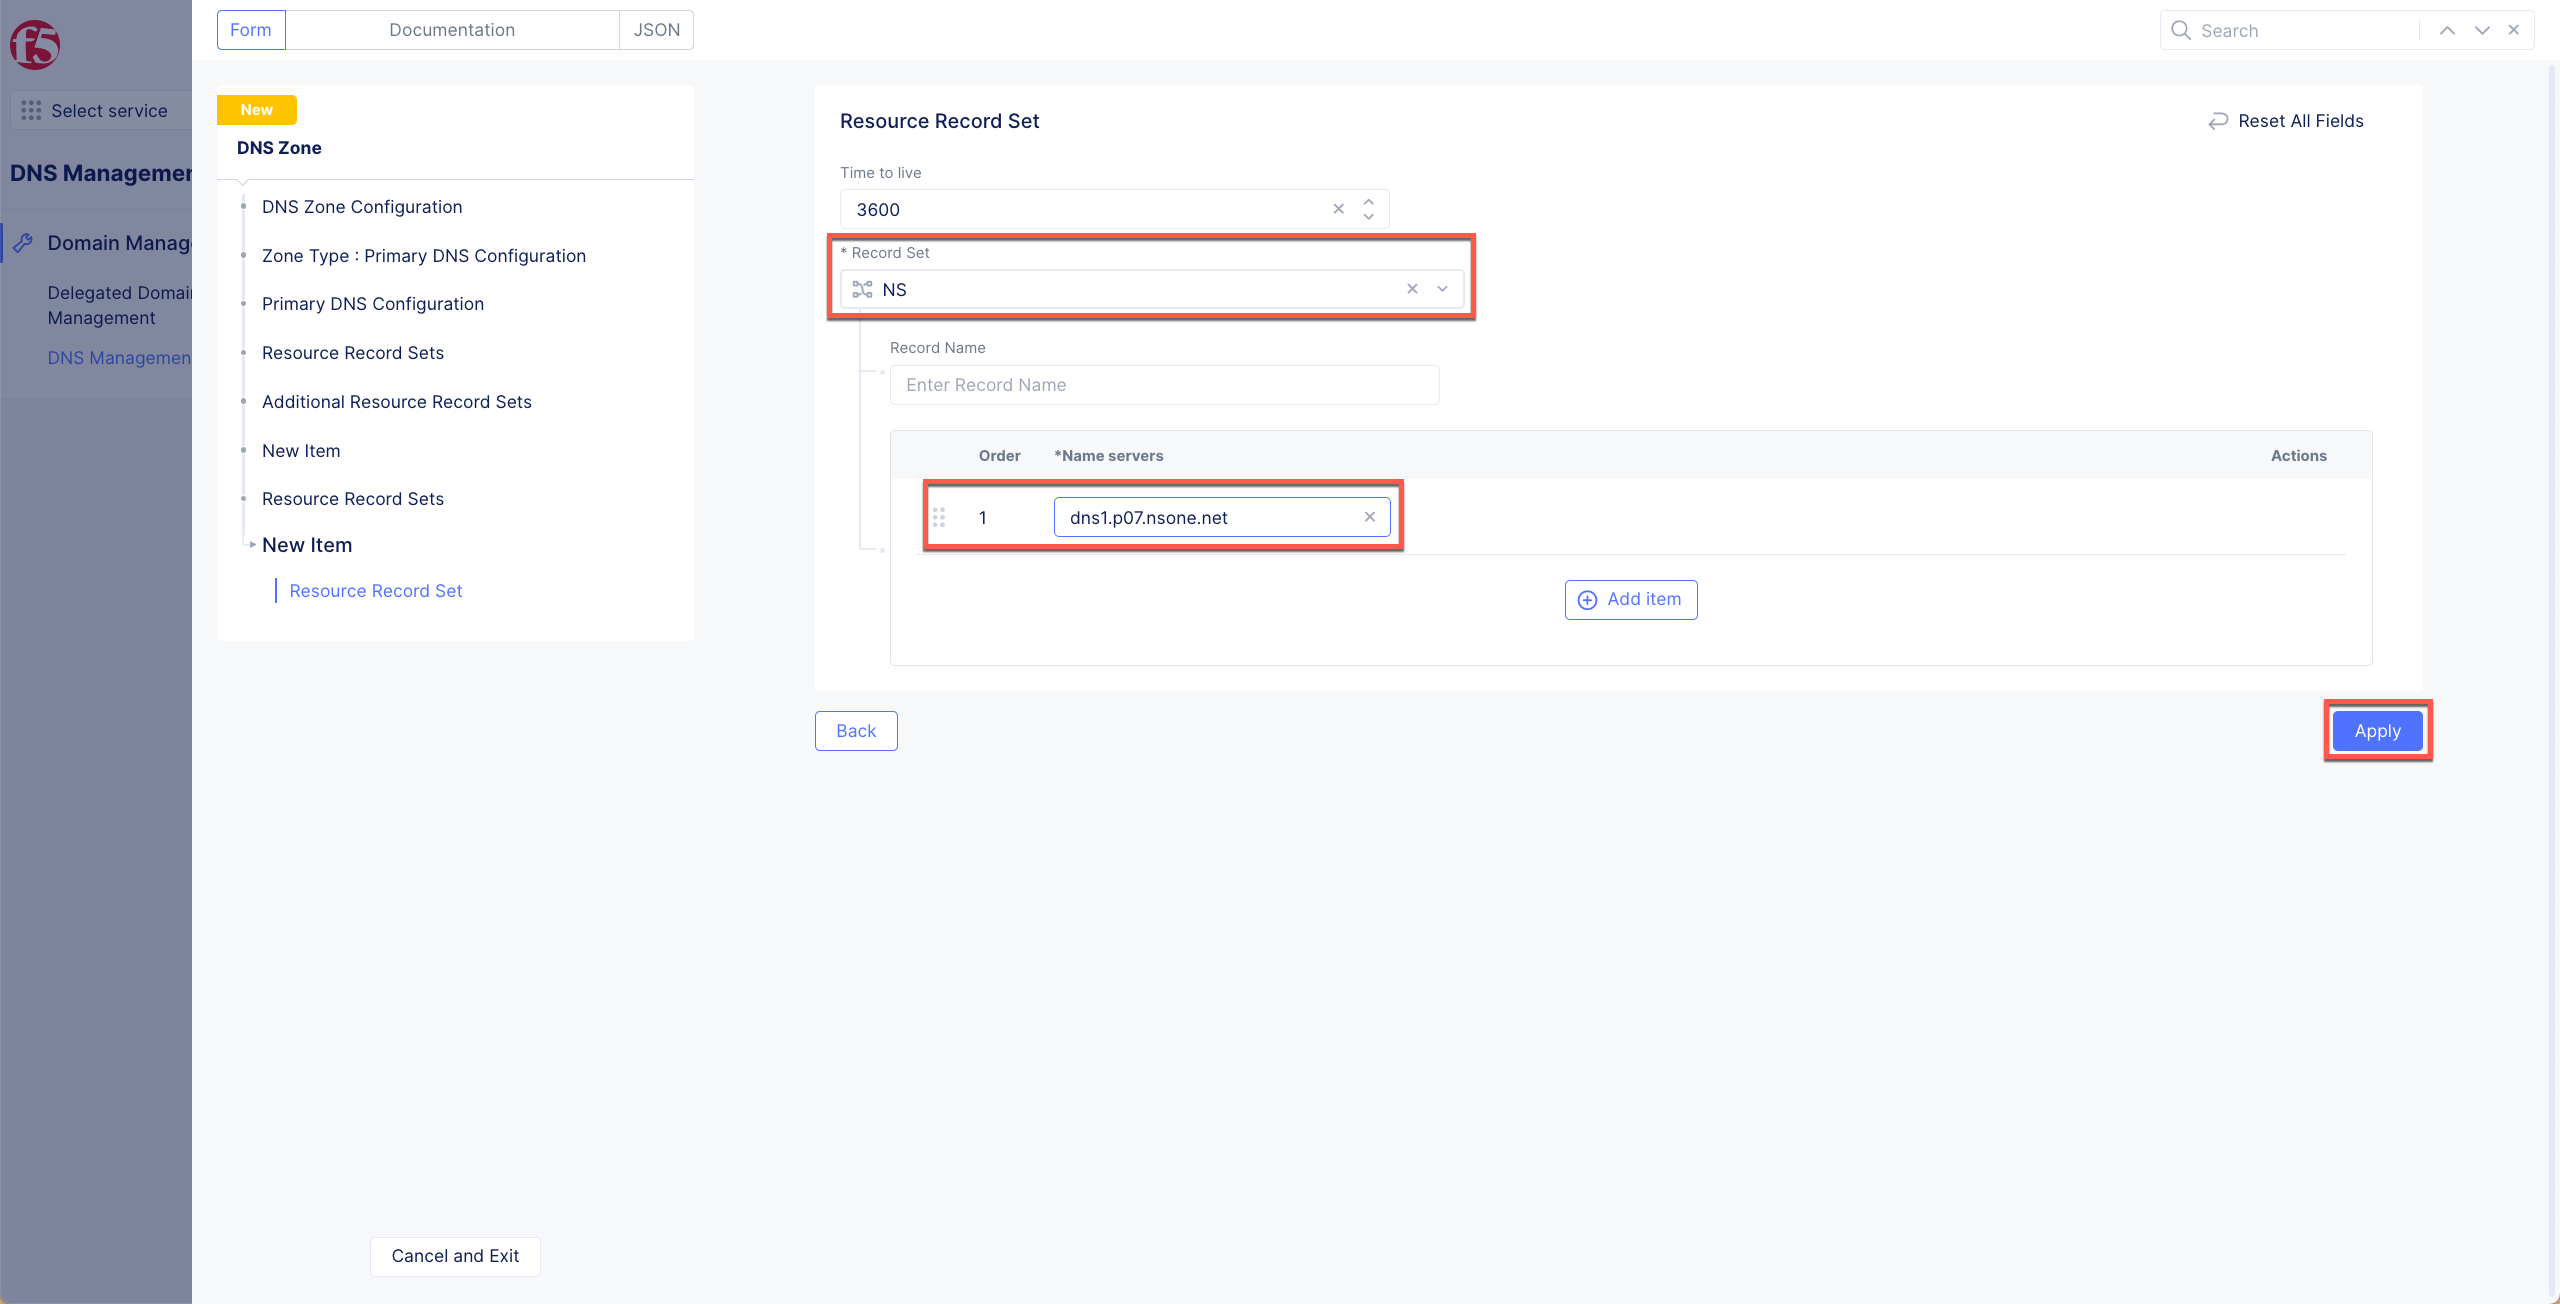 Form
Documentation
JSON
Search
f5
Select service
DNS Managemen
Domain Manag
Delegated Domai
Management
DNS Managemen
New
DNS Zone
DNS Zone Configuration
Zone Type : Primary DNS Configuration
Primary DNS Configuration
Resource Record Sets
Additional Resource Record Sets
New Item
Resource Record Sets
New Item
Resource Record Set
Cancel and Exit
Resource Record Set
Reset All Fields
Time to live
3600
* Record Set
NS
Record Name
Enter Record Name
Order *Name servers Actions
1 dns1.p07.nsone.net
Add item
Back
Apply